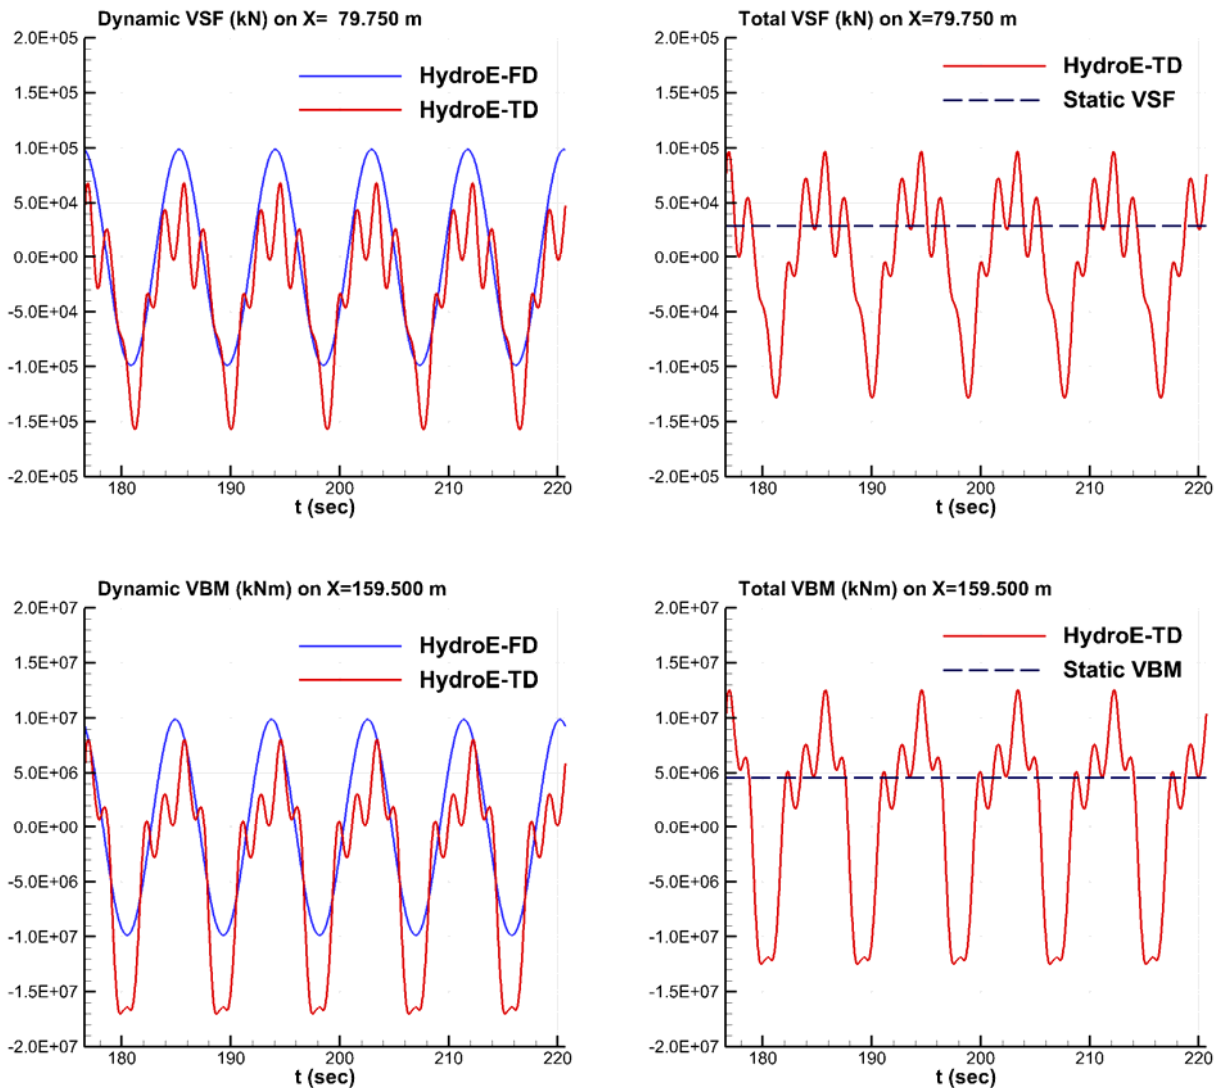 Dynamic VSF (kN) on X= 79.750 m
2.0E+05
1.5E+05
1.0E+05
5.0E+04
0.0E+00
-5.0E+04
-1.0E+05
-1.5E+05
-2.0E+05
HydroE-FD
HydroE-TD
180 190 200 210 220
t (sec)
Total VSF (kN) on X=79.750 m
2.0E+05
1.5E+05
1.0E+05
5.0E+04
0.0E+00
-5.0E+04
-1.0E+05
-1.5E+05
-2.0E+05
HydroE-TD
Static VSF
180 190 200 210 220
t (sec)
Dynamic VBM (kNm) on X=159.500 m
2.0E+07
1.5E+07
1.0E+07
5.0E+06
0.0E+00
-5.0E+06
-1.0E+07
-1.5E+07
-2.0E+07
HydroE-FD
HydroE-TD
180 190 200 210 220
t (sec)
Total VBM (kNm) on X=159.500 m
2.0E+07
1.5E+07
1.0E+07
5.0E+06
0.0E+00
-5.0E+06
-1.0E+07
-1.5E+07
-2.0E+07
HydroE-TD
Static VBM
180 190 200 210 220
t (sec)